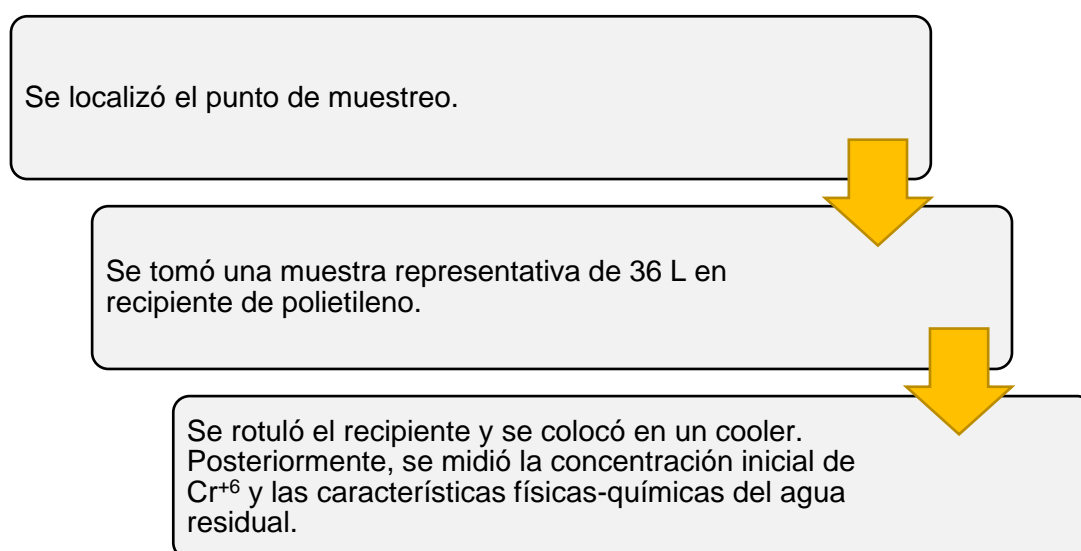 Se localizó el punto de muestreo.
Se tomó una muestra representativa de 36 L en
recipiente de polietileno.
Se rotuló el recipiente y se colocó en un cooler.
Posteriormente, se midió la concentración inicial de
Cr⁺⁶ y las características físicas-químicas del agua
residual.